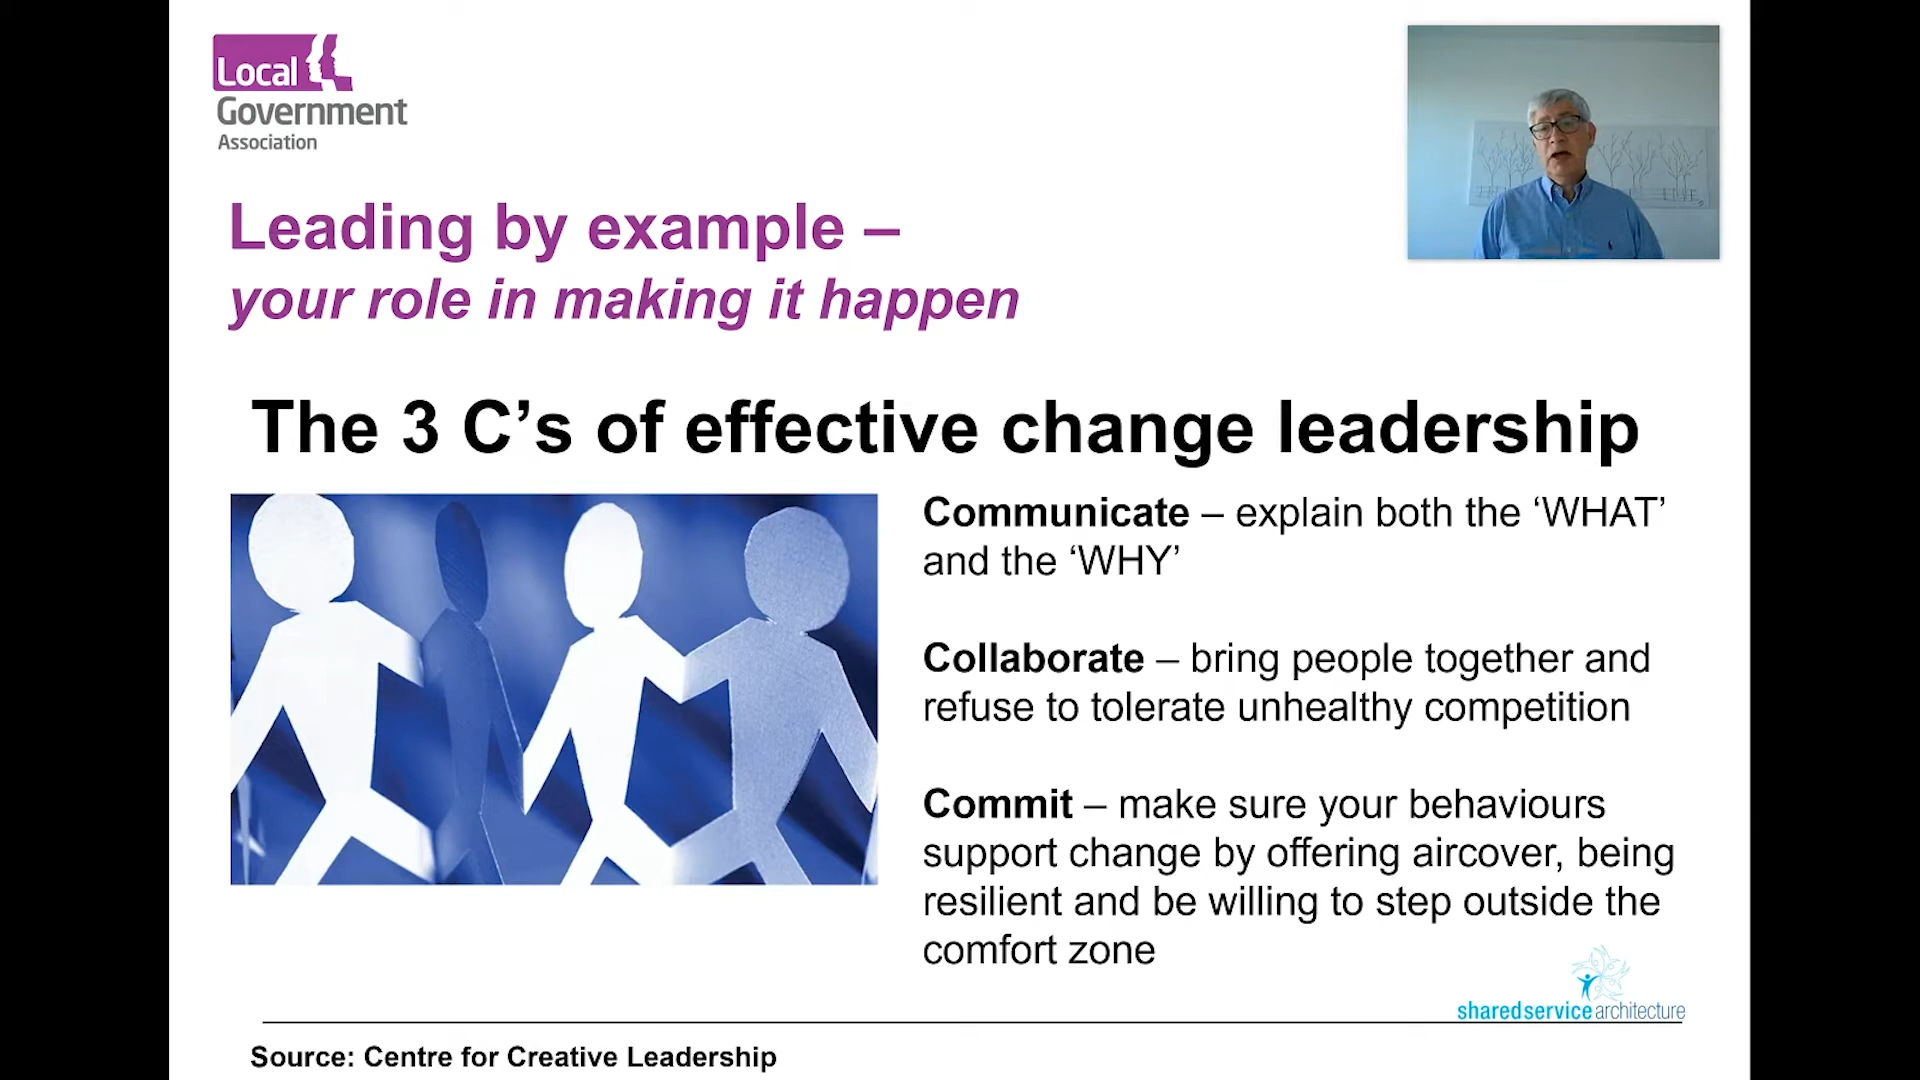 Local
Government
Association
Leading by example –
your role in making it happen
The 3 C’s of effective change leadership
Communicate – explain both the ‘WHAT’
and the ‘WHY’
Collaborate – bring people together and
refuse to tolerate unhealthy competition
Commit – make sure your behaviours
support change by offering aircover, being
resilient and be willing to step outside the
comfort zone
sharedservicearchitecture
Source: Centre for Creative Leadership